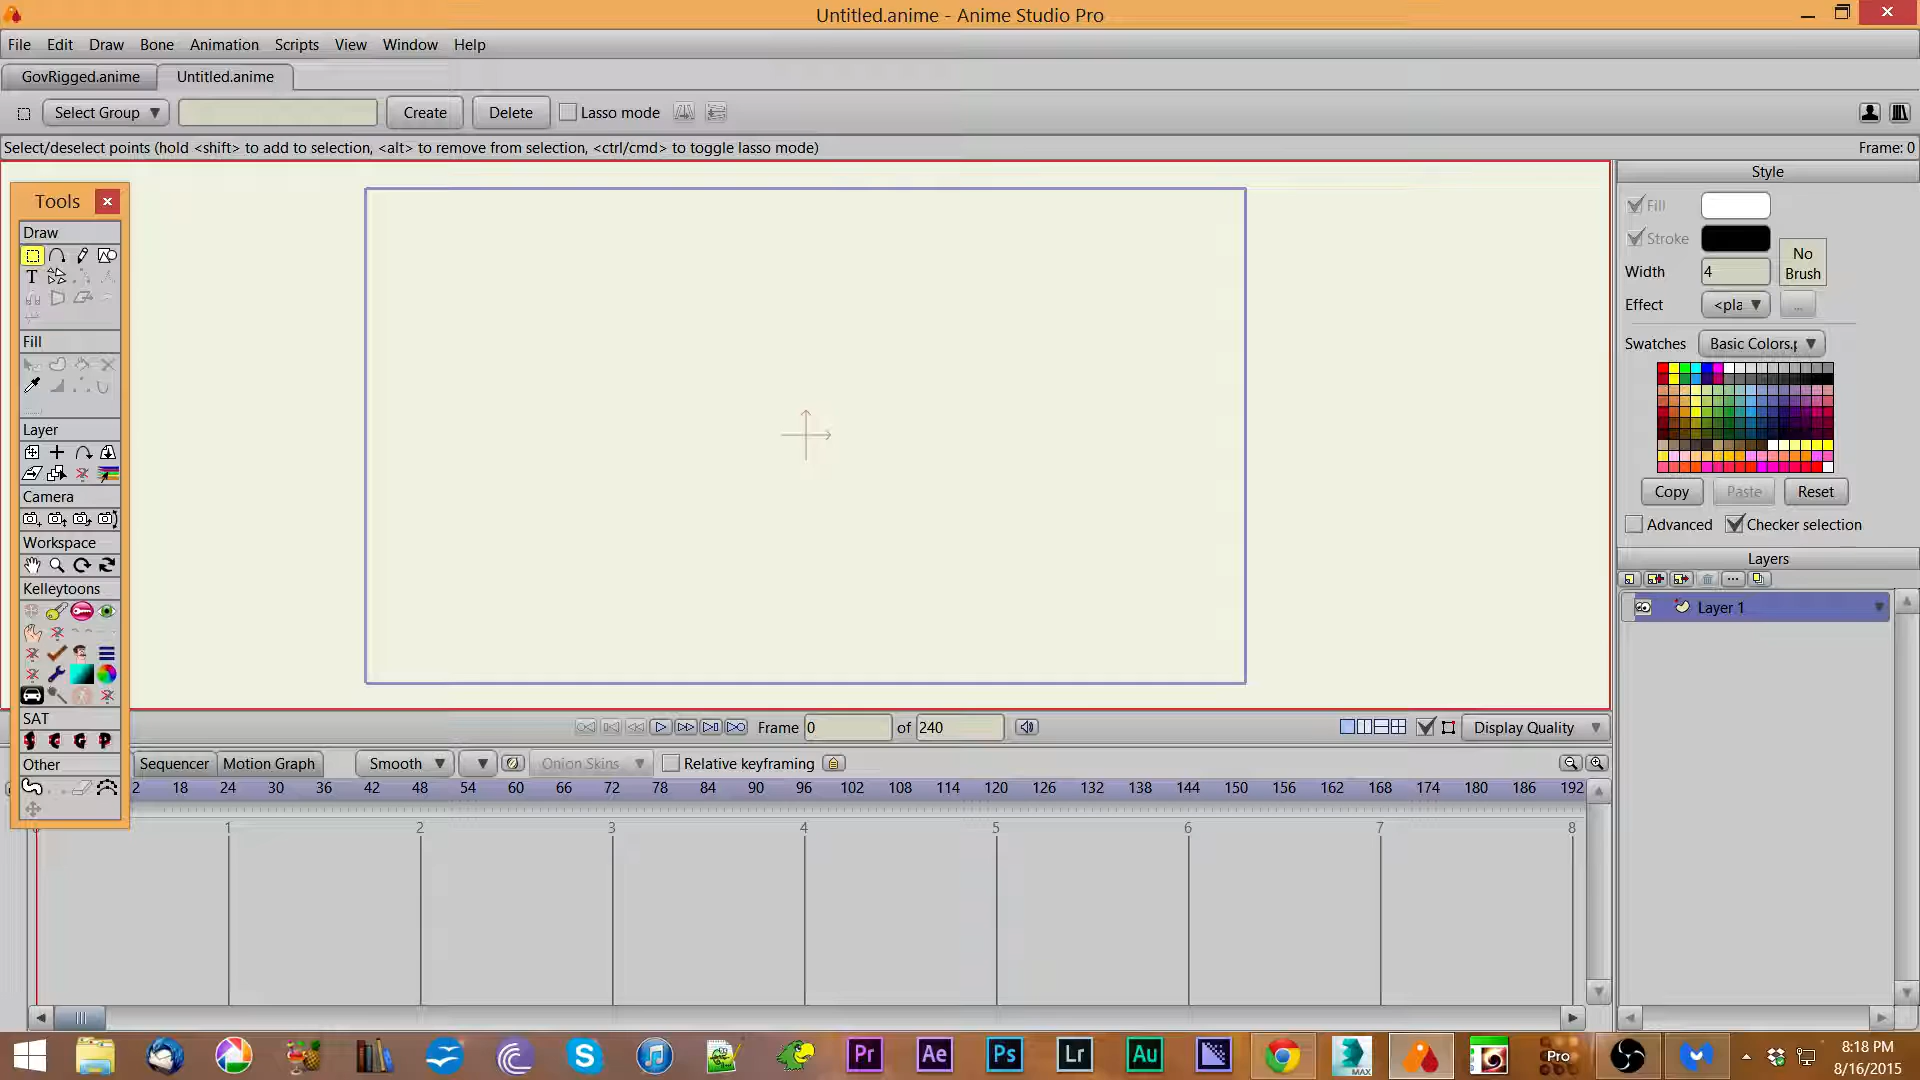 Untitled.anime - Anime Studio Pro
File Edit Draw Bone Animation Scripts View Window Help
GovRigged.anime Untitled.anime
Select Group Create Delete Lasso mode
Select/deselect points (hold <shift> to add to selection, <alt> to remove from selection, <ctrl/cmd> to toggle lasso mode) Frame: 0
Style
Tools
Fill
Draw
Stroke
No
Brush
Width 4
T
Effect <pla ...
Fill
Swatches Basic Colors.
Layer
Copy Paste Reset
Camera
Advanced Checker selection
Workspace
Layers
Kelleytoons
Layer 1
SAT
Frame 0 of 240 Display Quality
Other
Sequencer Motion Graph Smooth Onion Skins Relative keyframing
2 18 24 30 36 42 48 54 60 66 72 78 84 90 96 102 108 114 120 126 132 138 144 150 156 162 168 174 180 186 192
1 2 3 4 5 6 7 8
Pr Ae Ps Lr Au MAX Pro
8:18 PM
8/16/2015